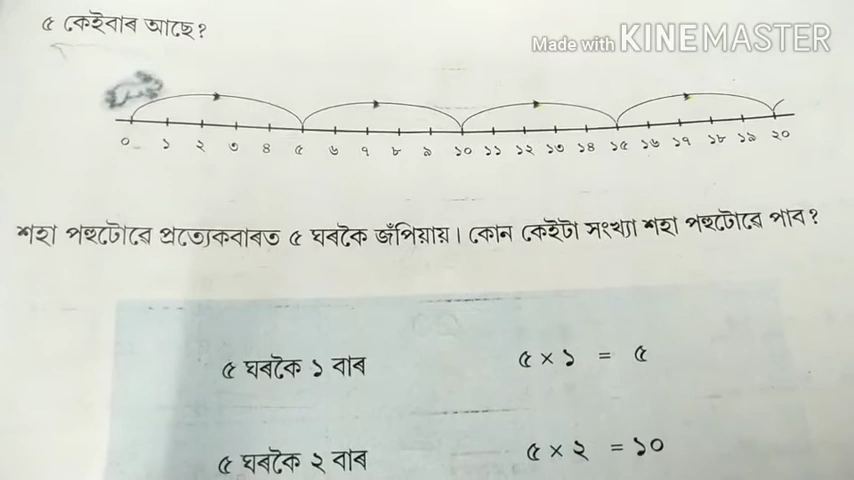 ৫ কেইবাৰ আছে?
Made with KINEMASTER
০ ১ ২ ৩ ৪ ৫ ৬ ৭ ৮ ৯ ১০ ১১ ১২ ১৩ ১৪ ১৫ ১৬ ১৭ ১৮ ১৯ ২০
শহা পহুটোৱে প্ৰত্যেকবাৰত ৫ ঘৰকৈ জঁপিয়ায়। কোন কেইটা সংখ্যা শহা পহুটোৱে পাব?
৫ ঘৰকৈ ১ বাৰ ৫ × ১ = ৫
৫ ঘৰকৈ ২ বাৰ ৫ × ২ = ১০